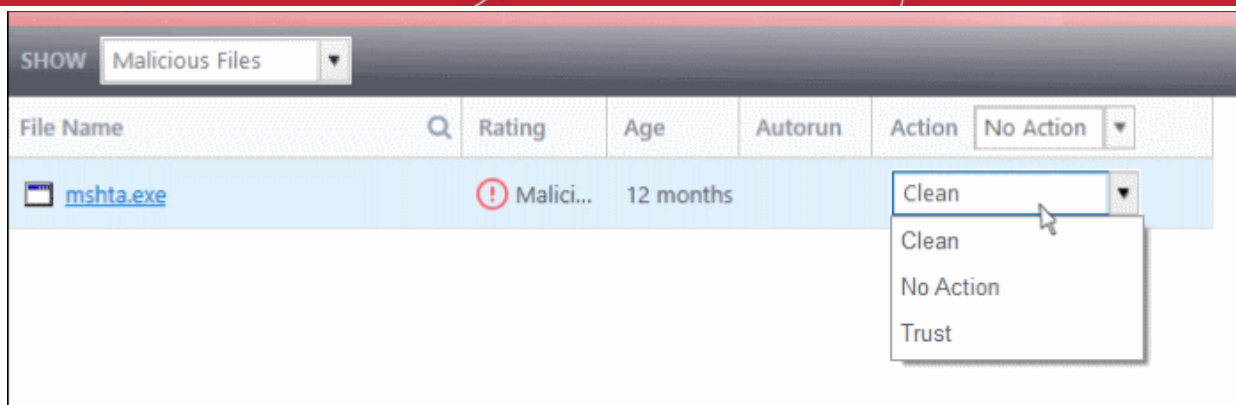 SHOW Malicious Files
File Name Rating Age Autorun Action No Action
mshta.exe Malici... 12 months Clean
Clean
No Action
Trust